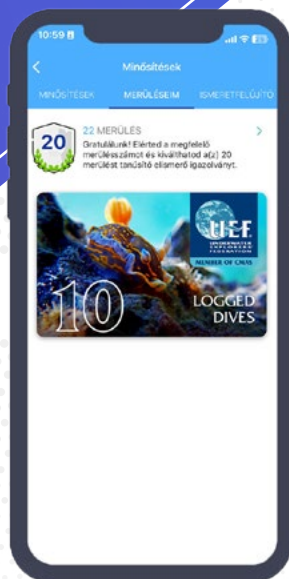 10:59
Minősítések
MINŐSÍTÉSEK MERÜLÉSEIM ISMERETFELÚJÍTÓ
20
22 MERÜLÉS
Gratulálunk! Elérted a megfelelő
merülésszámot és kiválthatod a(z) 20
merülést tanúsító elismerő igazolványt.
UEF
UNDERWATER
EXPLORERS'
FEDERATION
MEMBER OF CMAS
10
LOGGED
DIVES